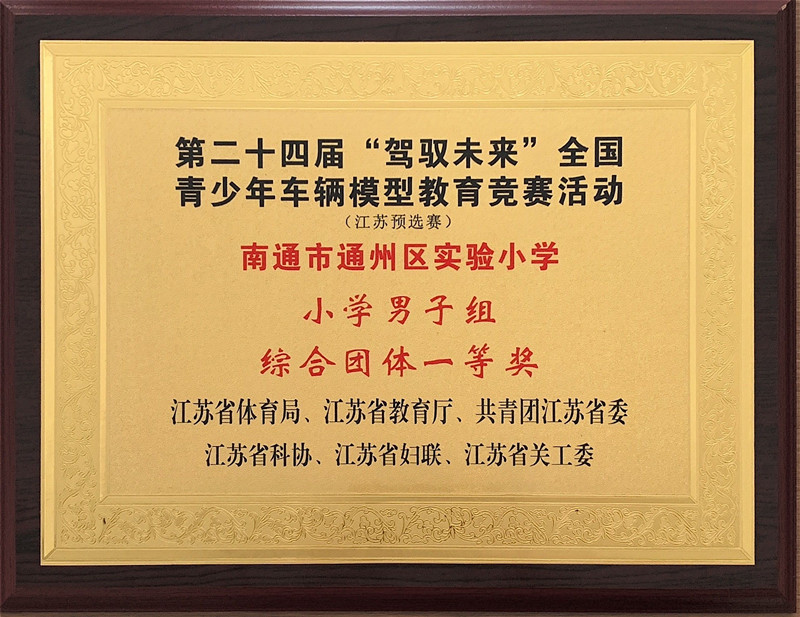 第二十四届“驾驭未来”全国
青少年车辆模型教育竞赛活动
（江苏预选赛）
南通市通州区实验小学
小学男子组
综合团体一等奖
江苏省体育局、江苏省教育厅、共青团江苏省委
江苏省科协、江苏省妇联、江苏省关工委